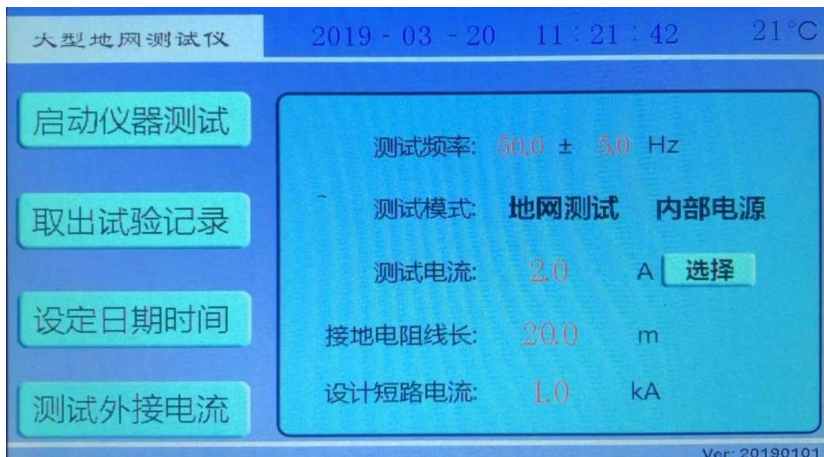 大型地网测试仪 2019 - 03 - 20 11 : 21 : 42 21°C
启动仪器测试
取出试验记录
设定日期时间
测试外接电流
测试频率: 50.0 ± 5.0 Hz
测试模式: 地网测试 内部电源
测试电流: 2.0 A 选择
接地电阻线长: 20.0 m
设计短路电流: 1.0 kA
Ver: 20190101